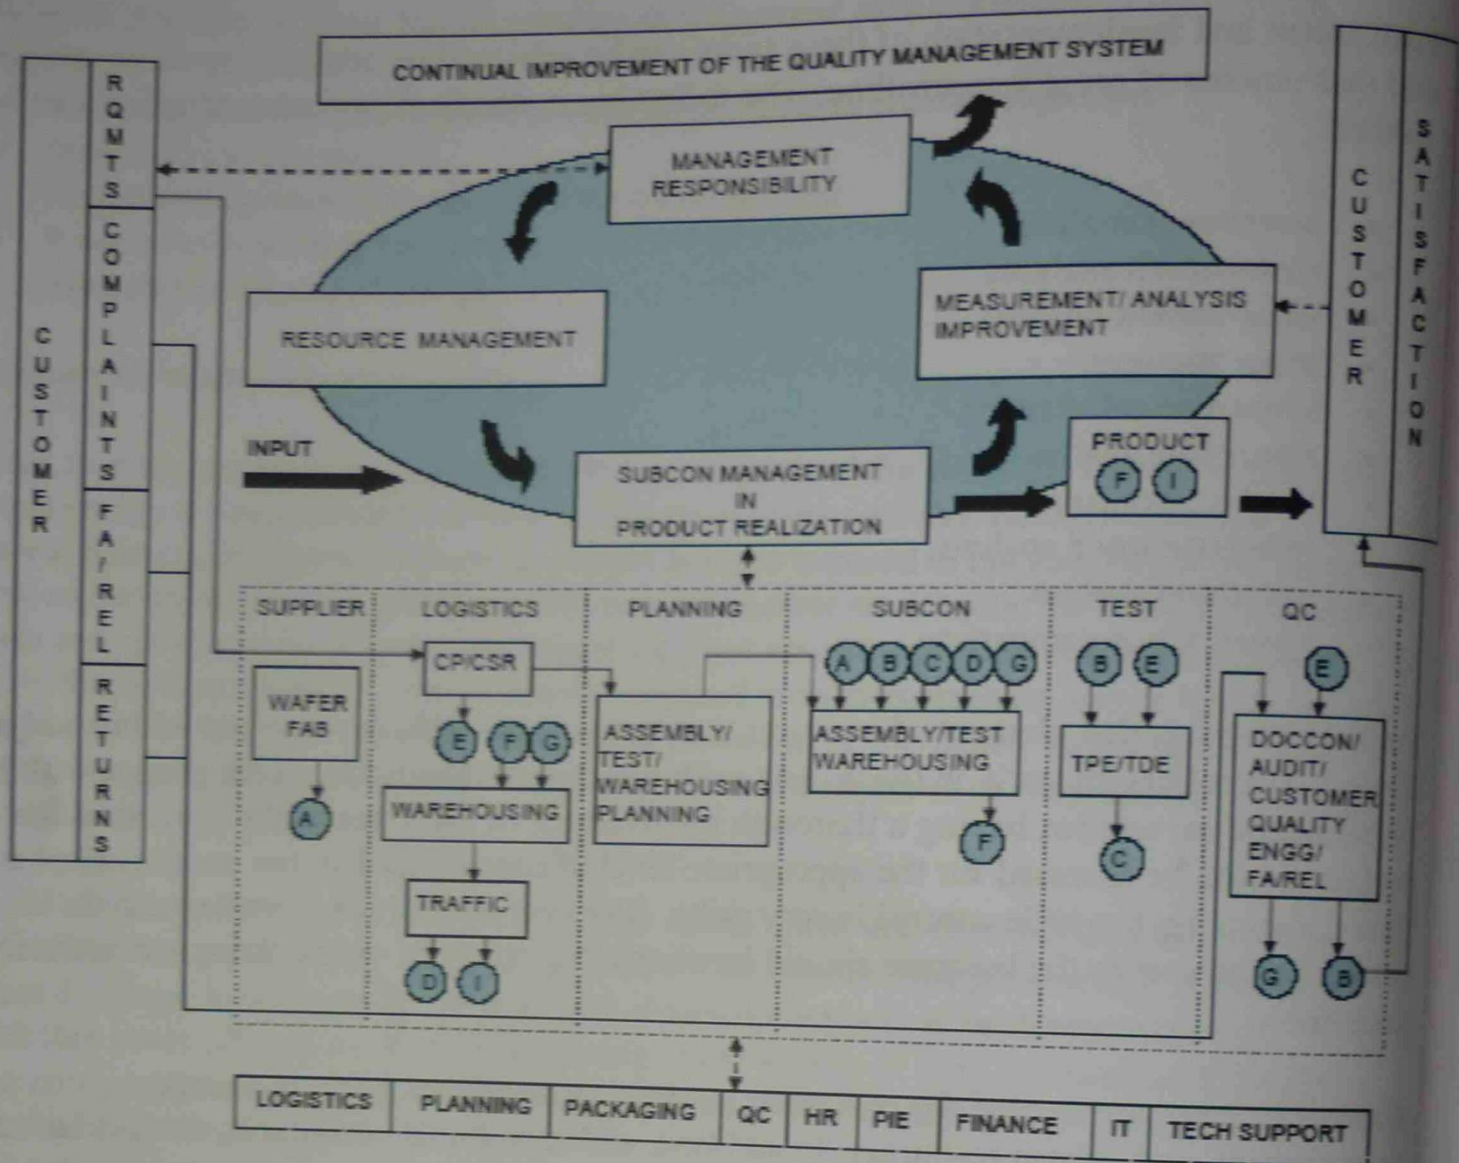 CONTINUAL IMPROVEMENT OF THE QUALITY MANAGEMENT SYSTEM
CUSTOMER
RQMTS
COMPLAINTS
FA/REL
RETURNS
MANAGEMENT
RESPONSIBILITY
RESOURCE MANAGEMENT
MEASUREMENT/ ANALYSIS
IMPROVEMENT
CUSTOMER
SATISFACTION
INPUT
SUBCON MANAGEMENT
IN
PRODUCT REALIZATION
PRODUCT
F I
SUPPLIER
WAFER
FAB
A
LOGISTICS
CP/CSR
E F G
WAREHOUSING
TRAFFIC
D I
PLANNING
ASSEMBLY/
TEST/
WAREHOUSING
PLANNING
SUBCON
A B C D G
ASSEMBLY/TEST
WAREHOUSING
F
TEST
B E
TPE/TDE
C
QC
E
DOCCON/
AUDIT/
CUSTOMER
QUALITY
ENGG/
FA/REL
G B
LOGISTICS PLANNING PACKAGING QC HR PIE FINANCE IT TECH SUPPORT